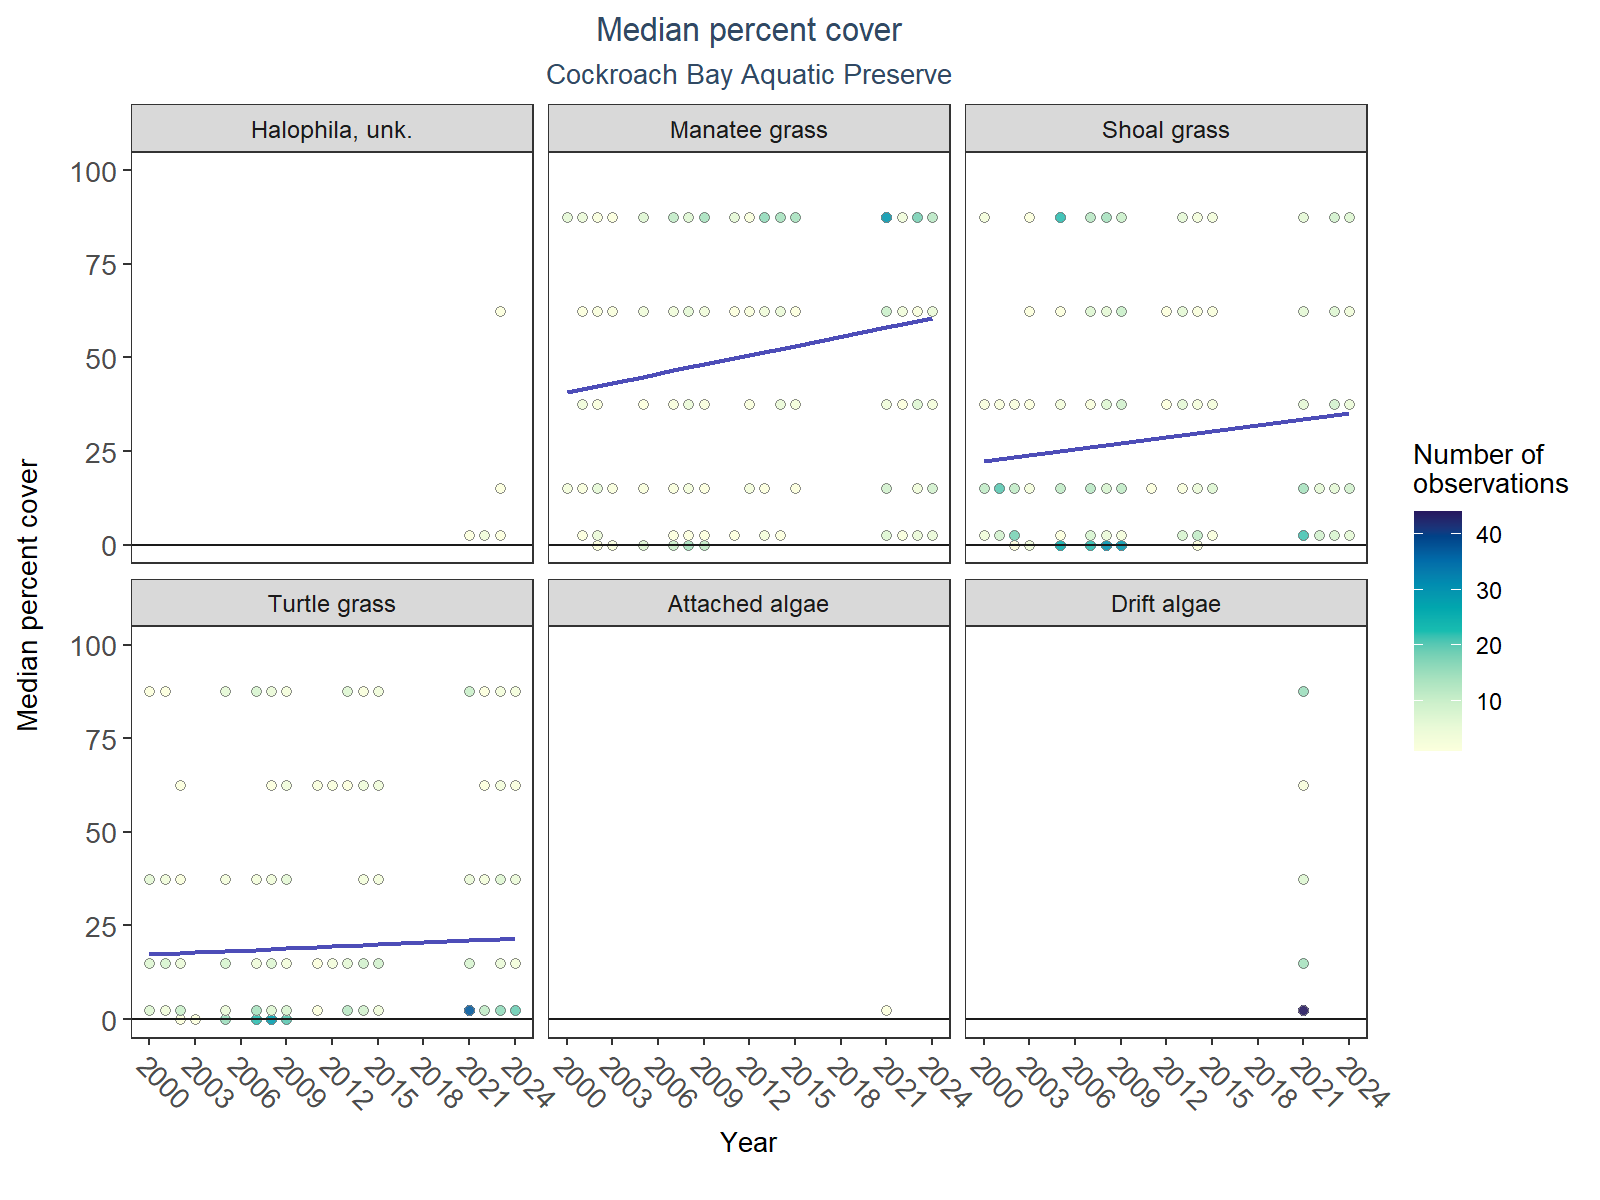 Median percent cover
Cockroach Bay Aquatic Preserve
Halophila, unk.
Manatee grass
Shoal grass
100
75
50
25
0
Turtle grass
Attached algae
Drift algae
100
75
50
25
0
2000 2003 2006 2009 2012 2015 2018 2021 2024
2000 2003 2006 2009 2012 2015 2018 2021 2024
2000 2003 2006 2009 2012 2015 2018 2021 2024
Year
Median percent cover
Number of
observations
40
30
20
10